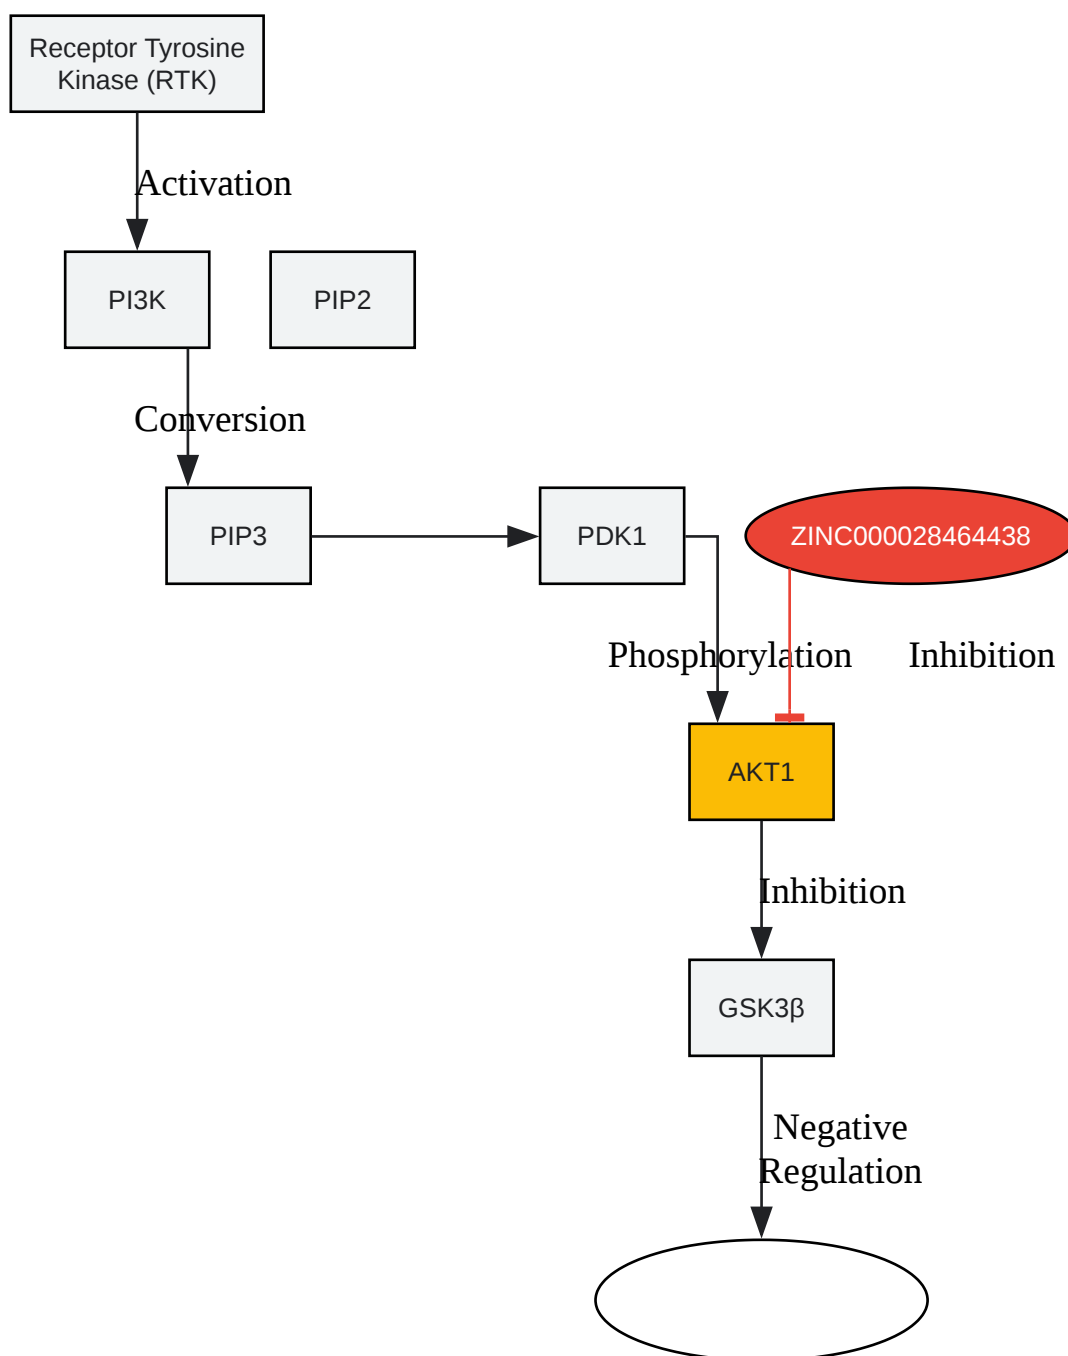 Receptor Tyrosine
Kinase (RTK)
Activation
PI3K
PIP2
Conversion
PIP3
PDK1
ZINC000028464438
Phosphorylation
Inhibition
AKT1
Inhibition
GSK3β
Negative
Regulation